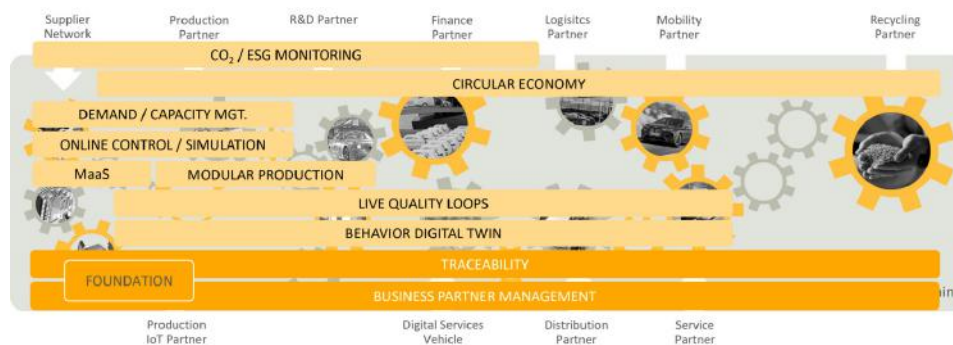 Supplier
Network
Production
Partner
R&D Partner
Finance
Partner
Logisitcs
Partner
Mobility
Partner
Recycling
Partner
CO₂ / ESG MONITORING
CIRCULAR ECONOMY
DEMAND / CAPACITY MGT.
ONLINE CONTROL / SIMULATION
MaaS
MODULAR PRODUCTION
LIVE QUALITY LOOPS
BEHAVIOR DIGITAL TWIN
TRACEABILITY
FOUNDATION
BUSINESS PARTNER MANAGEMENT
Production
IoT Partner
Digital Services
Vehicle
Distribution
Partner
Service
Partner